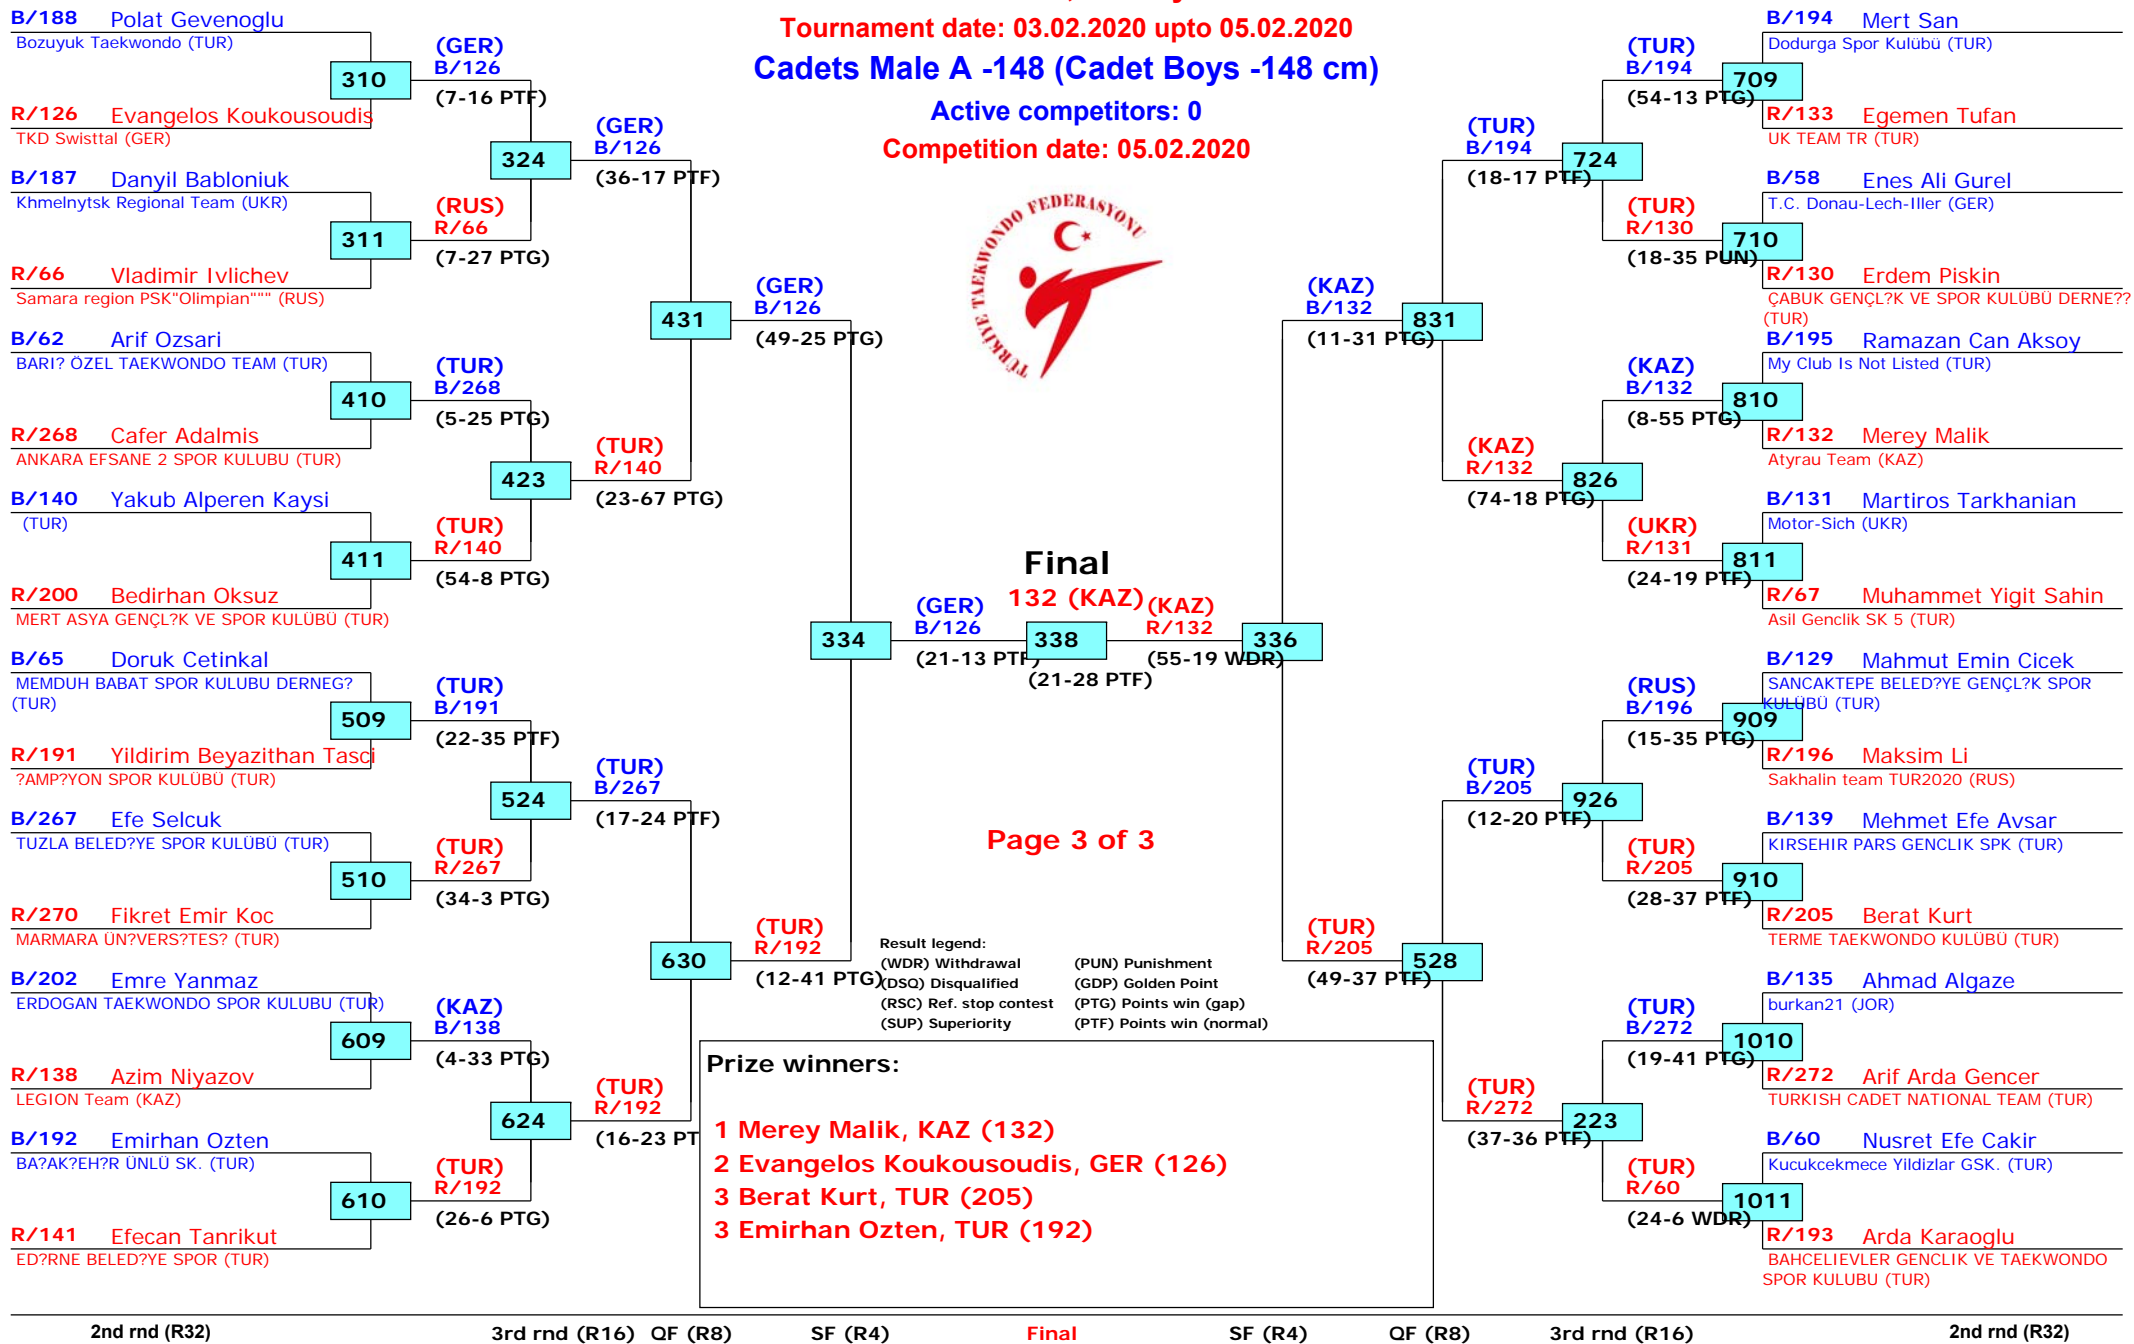 Tournament date: 03.02.2020 upto 05.02.2020
Cadets Male A -148 (Cadet Boys -148 cm)
Active competitors: 0
Competition date: 05.02.2020
TÜRKİYE TAEKWONDO FEDERASYONU
B/188 Polat Gevenoglu
Bozuyuk Taekwondo (TUR)
310
R/126 Evangelos Koukousoudis
TKD Swisttal (GER)
B/187 Danyil Babloniuk
Khmelnytsk Regional Team (UKR)
311
R/66 Vladimir Ivlichev
Samara region PSK"Olimpian""" (RUS)
B/62 Arif Ozsari
BARI? ÖZEL TAEKWONDO TEAM (TUR)
410
R/268 Cafer Adalmis
ANKARA EFSANE 2 SPOR KULUBU (TUR)
B/140 Yakub Alperen Kaysi
(TUR)
411
R/200 Bedirhan Oksuz
MERT ASYA GENÇL?K VE SPOR KULÜBÜ (TUR)
B/65 Doruk Cetinkal
MEMDUH BABAT SPOR KULUBU DERNEG?
(TUR)
509
R/191 Yildirim Beyazithan Tasci
?AMP?YON SPOR KULÜBÜ (TUR)
B/267 Efe Selcuk
TUZLA BELED?YE SPOR KULÜBÜ (TUR)
510
R/270 Fikret Emir Koc
MARMARA ÜN?VERS?TES? (TUR)
B/202 Emre Yanmaz
ERDOGAN TAEKWONDO SPOR KULUBU (TUR)
609
R/138 Azim Niyazov
LEGION Team (KAZ)
B/192 Emirhan Ozten
BA?AK?EH?R ÜNLÜ SK. (TUR)
610
R/141 Efecan Tanrikut
ED?RNE BELED?YE SPOR (TUR)
(GER)
B/126
(7-16 PTF)
324
(RUS)
R/66
(7-27 PTG)
(TUR)
B/268
(5-25 PTG)
423
(TUR)
R/140
(54-8 PTG)
(TUR)
B/191
(22-35 PTF)
524
(TUR)
R/267
(34-3 PTG)
(KAZ)
B/138
(4-33 PTG)
624
(TUR)
R/192
(26-6 PTG)
(GER)
B/126
(36-17 PTF)
431
(TUR)
R/140
(23-67 PTG)
(TUR)
B/267
(17-24 PTF)
630
(TUR)
R/192
(16-23 PT
(GER)
B/126
(49-25 PTG)
334
(TUR)
R/192
(12-41 PTG)
Final
132 (KAZ)
(GER)
B/126
(21-13 PTF)
338
(21-28 PTF)
(KAZ)
R/132
(55-19 WDR)
336
Page 3 of 3
(KAZ)
B/132
(11-31 PTG)
831
(TUR)
R/205
(49-37 PTF)
528
(TUR)
B/194
(18-17 PTF)
724
(KAZ)
R/132
(74-18 PTG)
826
(TUR)
B/205
(12-20 PTF)
926
(TUR)
R/272
(37-36 PTF)
223
(TUR)
B/194
(54-13 PTG)
709
(TUR)
R/130
(18-35 PUN)
710
(KAZ)
B/132
(8-55 PTG)
810
(UKR)
R/131
(24-19 PTF)
811
(RUS)
B/196
(15-35 PTG)
909
(TUR)
R/205
(28-37 PTF)
910
(TUR)
B/272
(19-41 PTG)
1010
(TUR)
R/60
(24-6 WDR)
1011
B/194 Mert San
Dodurga Spor Kulübü (TUR)
R/133 Egemen Tufan
UK TEAM TR (TUR)
B/58 Enes Ali Gurel
T.C. Donau-Lech-Iller (GER)
R/130 Erdem Piskin
ÇABUK GENÇL?K VE SPOR KULÜBÜ DERNE??
(TUR)
B/195 Ramazan Can Aksoy
My Club Is Not Listed (TUR)
R/132 Merey Malik
Atyrau Team (KAZ)
B/131 Martiros Tarkhanian
Motor-Sich (UKR)
R/67 Muhammet Yigit Sahin
Asil Genclik SK 5 (TUR)
B/129 Mahmut Emin Cicek
SANCAKTEPE BELED?YE GENÇL?K SPOR
KULÜBÜ (TUR)
R/196 Maksim Li
Sakhalin team TUR2020 (RUS)
B/139 Mehmet Efe Avsar
KIRSEHIR PARS GENCLIK SPK (TUR)
R/205 Berat Kurt
TERME TAEKWONDO KULÜBÜ (TUR)
B/135 Ahmad Algaze
burkan21 (JOR)
R/272 Arif Arda Gencer
TURKISH CADET NATIONAL TEAM (TUR)
B/60 Nusret Efe Cakir
Kucukcekmece Yildizlar GSK. (TUR)
R/193 Arda Karaoglu
BAHCELIEVLER GENCLIK VE TAEKWONDO
SPOR KULUBU (TUR)
Result legend:
(WDR) Withdrawal (PUN) Punishment
(DSQ) Disqualified (GDP) Golden Point
(RSC) Ref. stop contest (PTG) Points win (gap)
(SUP) Superiority (PTF) Points win (normal)
Prize winners:
1 Merey Malik, KAZ (132)
2 Evangelos Koukousoudis, GER (126)
3 Berat Kurt, TUR (205)
3 Emirhan Ozten, TUR (192)
2nd rnd (R32) 3rd rnd (R16) QF (R8) SF (R4) Final SF (R4) QF (R8) 3rd rnd (R16) 2nd rnd (R32)